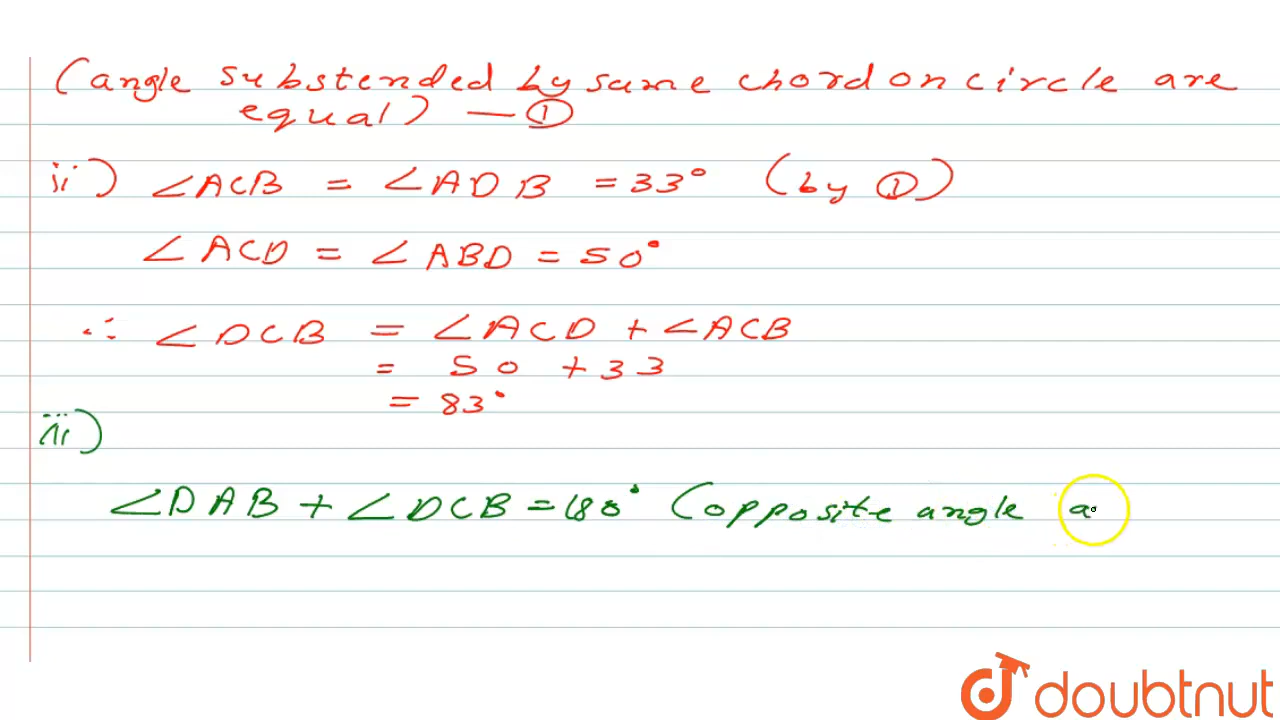 (angle substended by same chord on circle are
equal) — ①
ii) ∠ACB = ∠ADB = 33° (by ①)
∠ACD = ∠ABD = 50°
∴ ∠DCB = ∠ACD + ∠ACB
= 50 + 33
= 83°
iii)
∠DAB + ∠DCB = 180° (opposite angle a
doubtnut